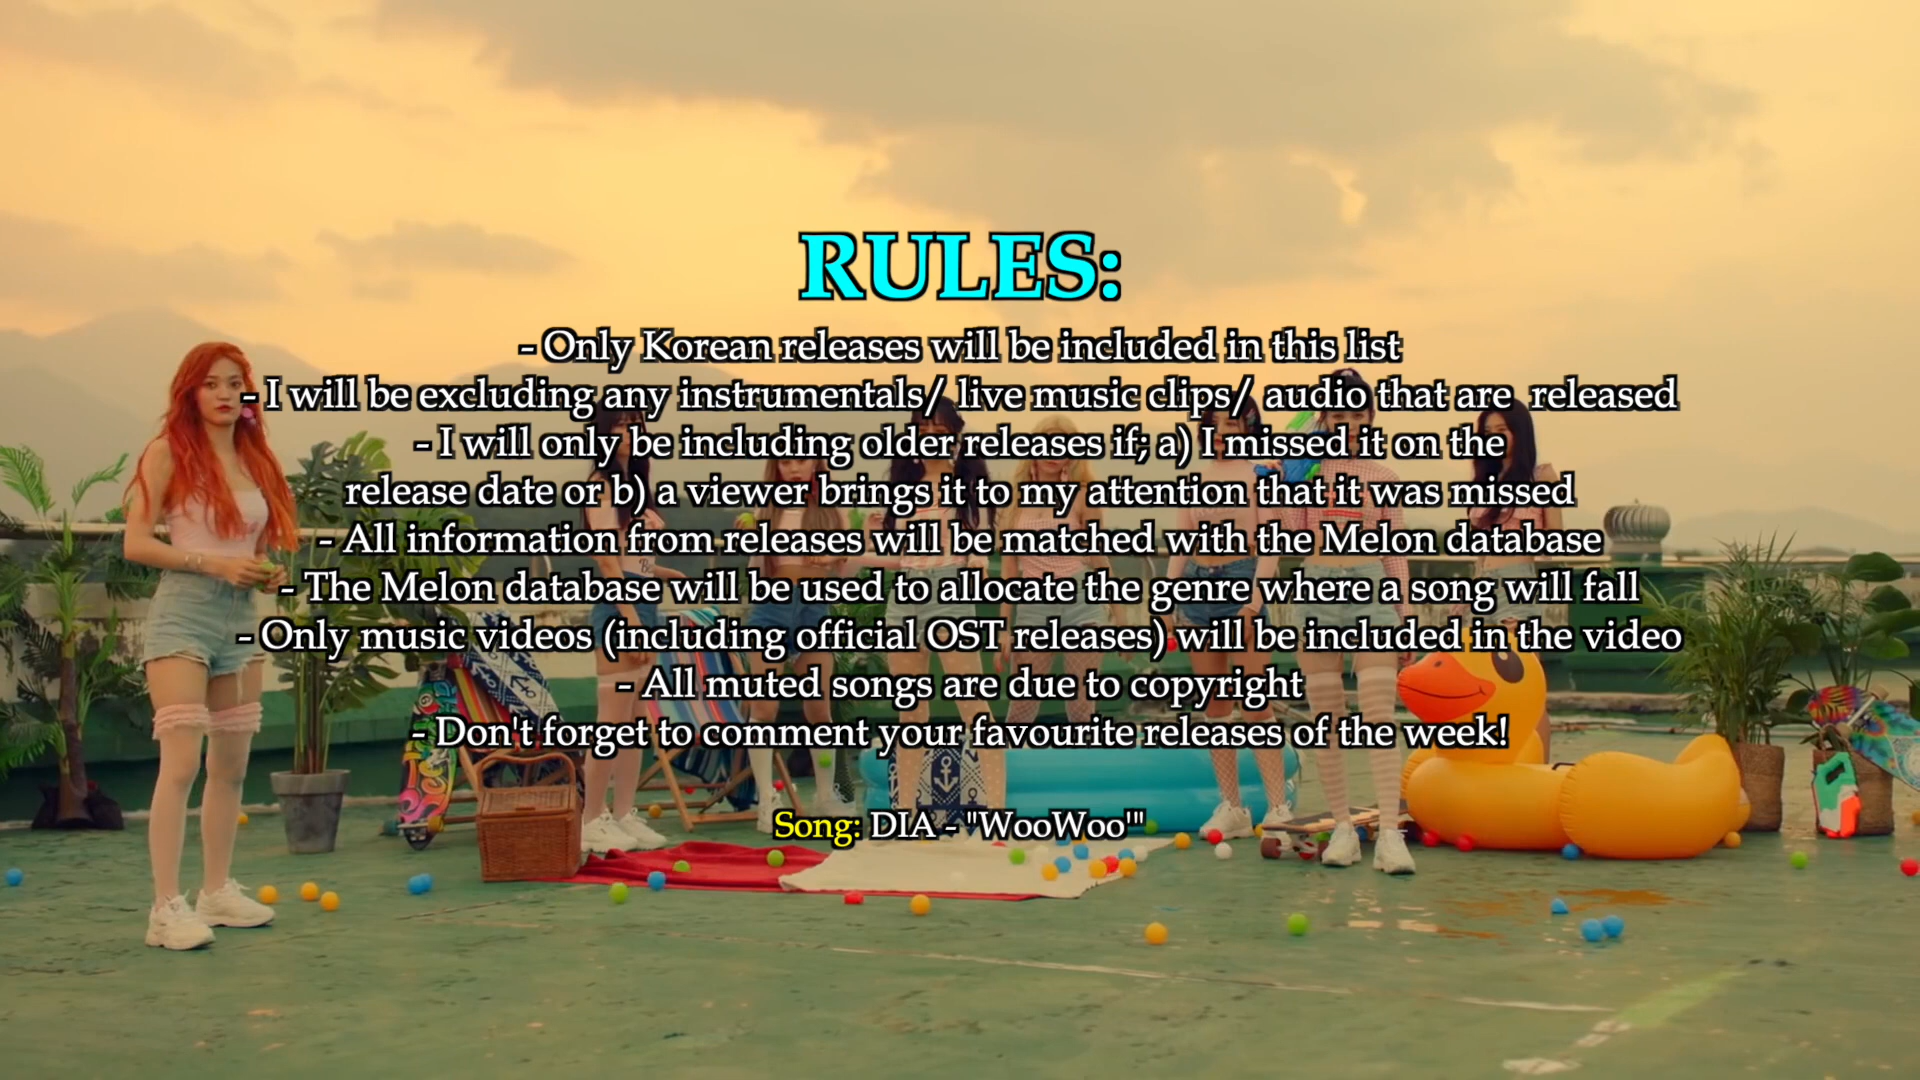 RULES:
- Only Korean releases will be included in this list
- I will be excluding any instrumentals/ live music clips/ audio that are released
- I will only be including older releases if; a) I missed it on the
release date or b) a viewer brings it to my attention that it was missed
- All information from releases will be matched with the Melon database
- The Melon database will be used to allocate the genre where a song will fall
- Only music videos (including official OST releases) will be included in the video
- All muted songs are due to copyright
- Don't forget to comment your favourite releases of the week!
Song: DIA - "WooWoo'"